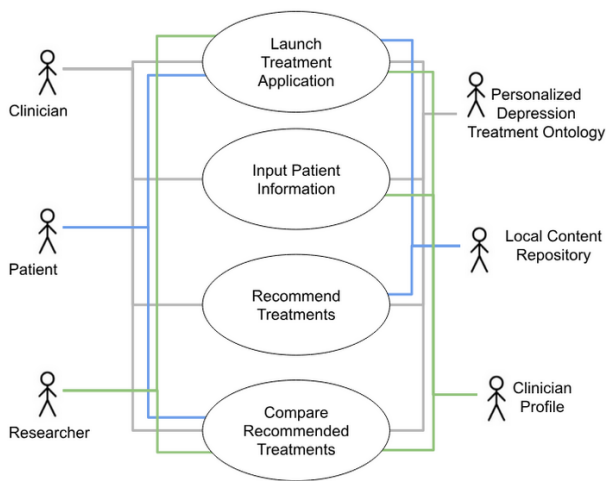 Launch
Treatment
Application
Clinician
Personalized
Depression
Treatment Ontology
Input Patient
Information
Patient
Local Content
Repository
Recommend
Treatments
Researcher
Compare
Recommended
Treatments
Clinician
Profile